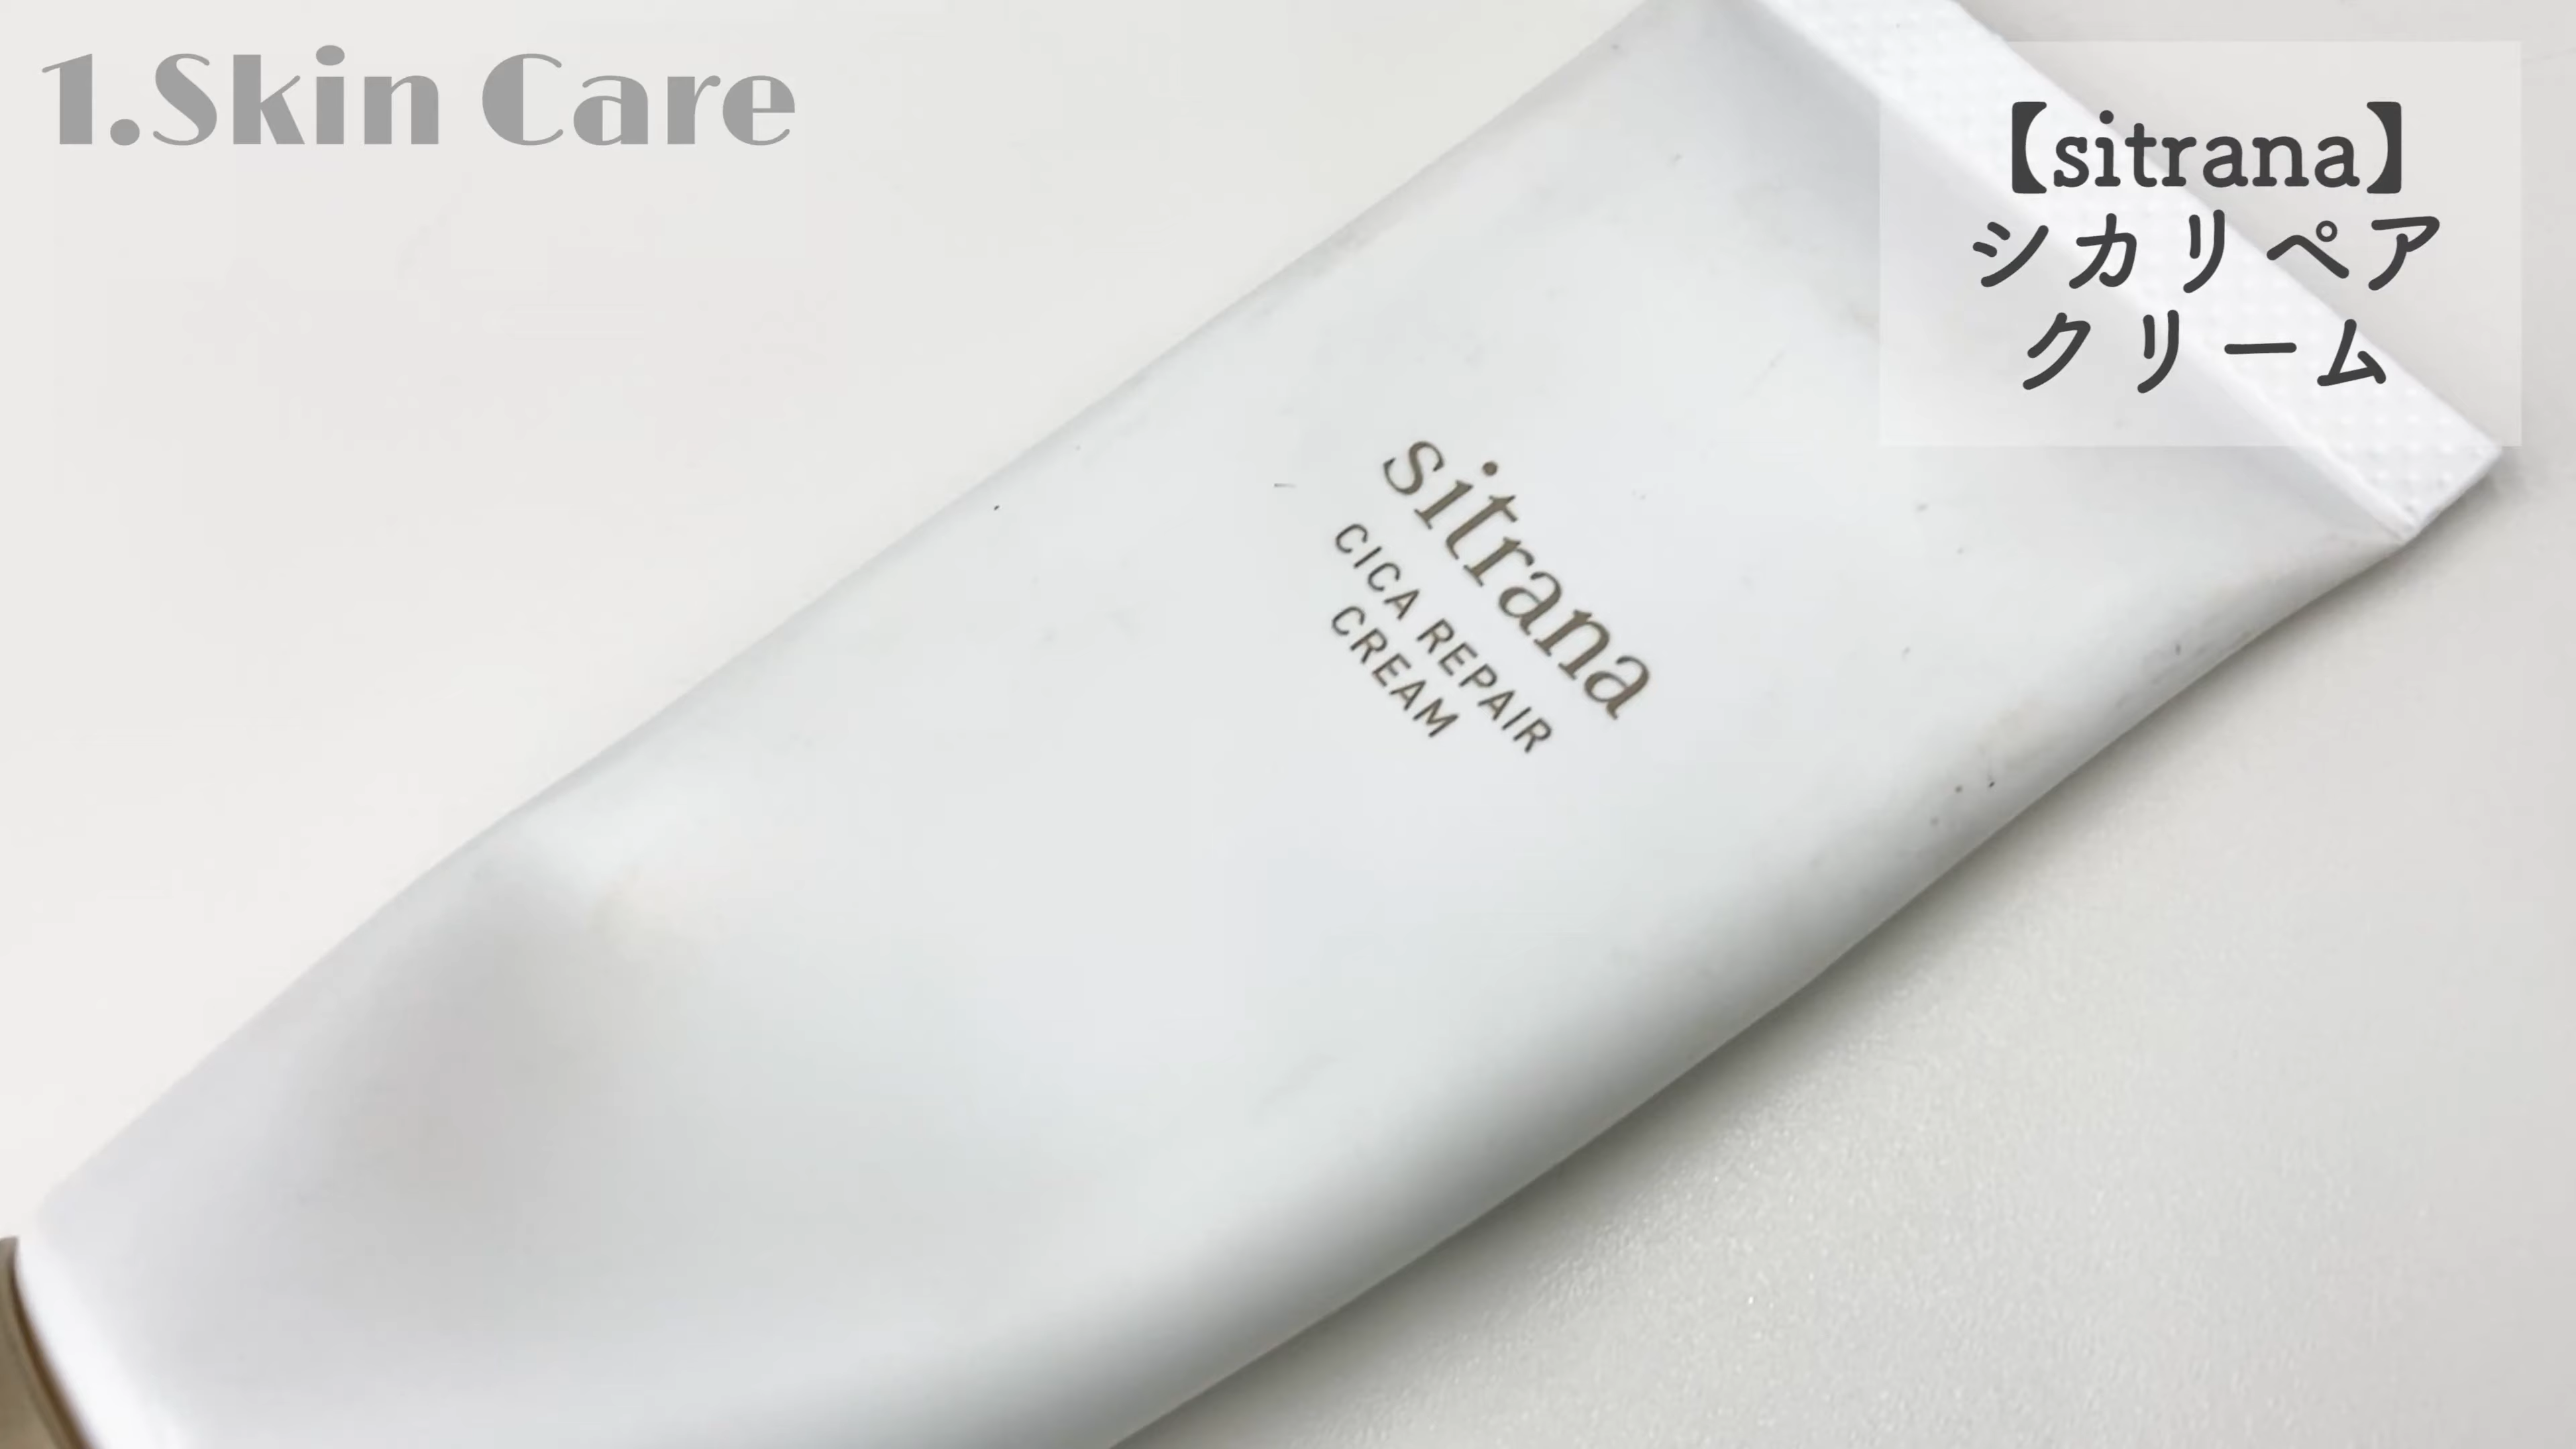 1.Skin Care
【sitrana】
シカリペア
クリーム
sitrana
CICA REPAIR
CREAM